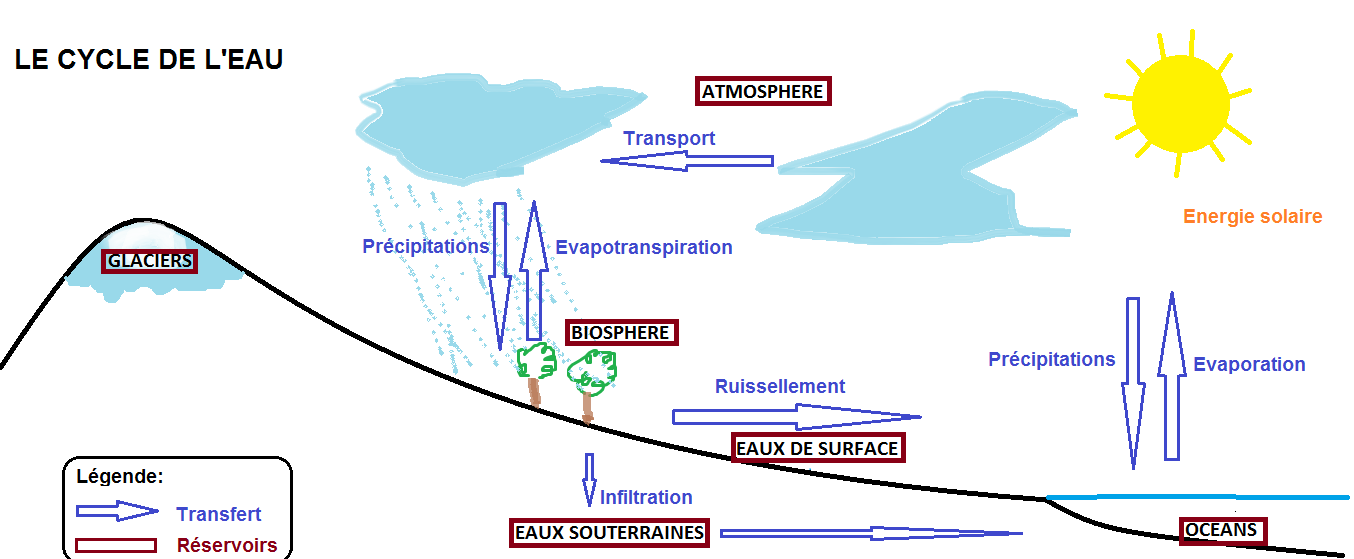 LE CYCLE DE L'EAU
ATMOSPHERE
Transport
Energie solaire
Précipitations
Evapotranspiration
GLACIERS
BIOSPHERE
Précipitations
Evaporation
Ruissellement
EAUX DE SURFACE
Infiltration
EAUX SOUTERRAINES
OCEANS
Légende:
Transfert
Réservoirs